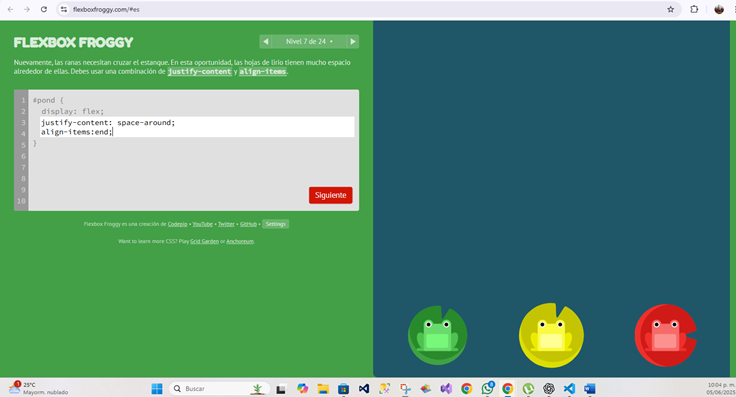 flexboxfroggy.com/#es
FLEXBOX FROGGY
Nivel 7 de 24
Nuevamente, las ranas necesitan cruzar el estanque. En esta oportunidad, las hojas de lirio tienen mucho espacio
alrededor de ellas. Debes usar una combinación de justify-content y align-items.
1 #pond {
2 display: flex;
3 justify-content: space-around;
4 align-items:end;
5 }
6
7
8
9
10
Siguiente
Flexbox Froggy es una creación de Codepip • YouTube • Twitter • GitHub • Settings
Want to learn more CSS? Play Grid Garden or Anchoreum.
1
25°C
Mayorm. nublado
Buscar
4
10:04 p. m.
05/06/2025